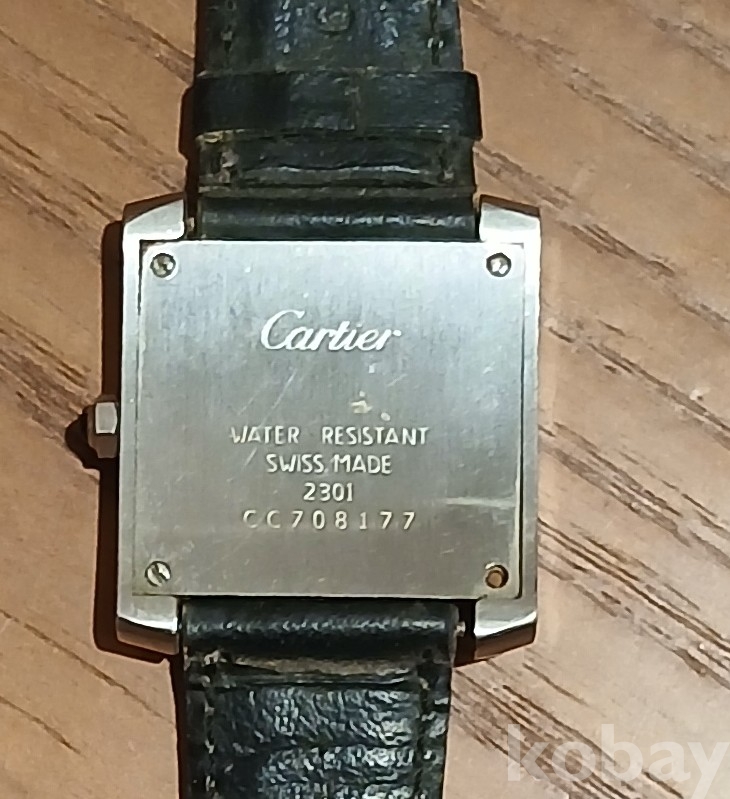 Cartier
WATER · RESISTANT
SWISS MADE
2301
CC708177
kobay